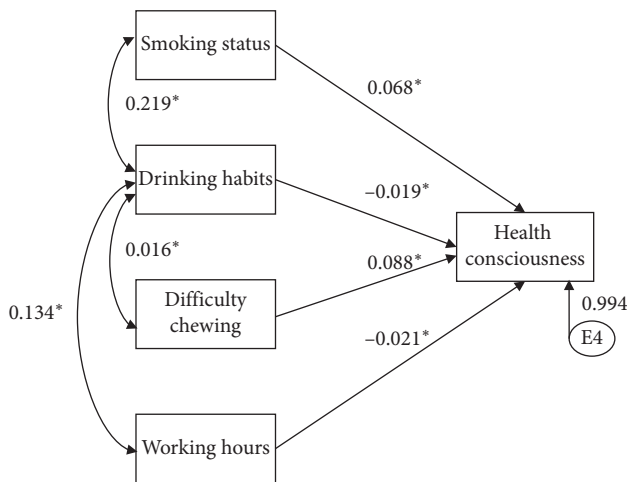 Smoking status
0.068*
0.219*
Drinking habits
–0.019*
Health
consciousness
0.016*
0.088*
Difficulty
chewing
0.134*
0.994
–0.021*
E4
Working hours